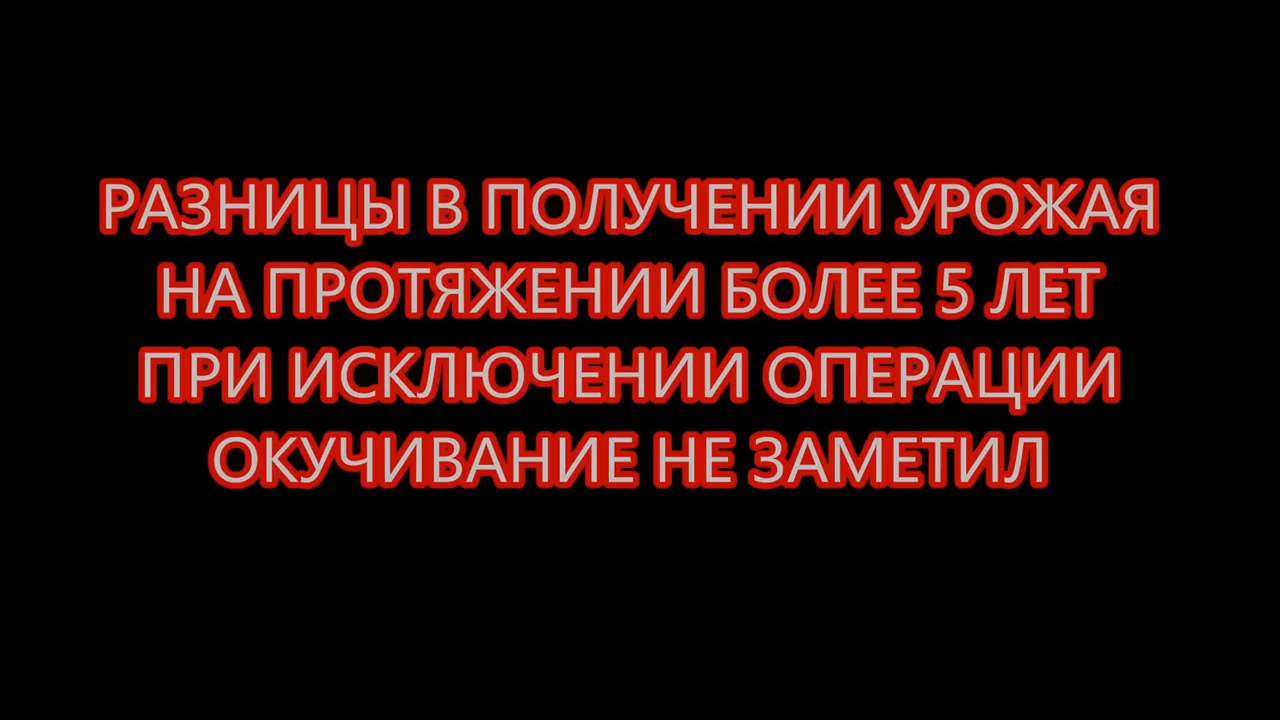 РАЗНИЦЫ В ПОЛУЧЕНИИ УРОЖАЯ
НА ПРОТЯЖЕНИИ БОЛЕЕ 5 ЛЕТ
ПРИ ИСКЛЮЧЕНИИ ОПЕРАЦИИ
ОКУЧИВАНИЕ НЕ ЗАМЕТИЛ